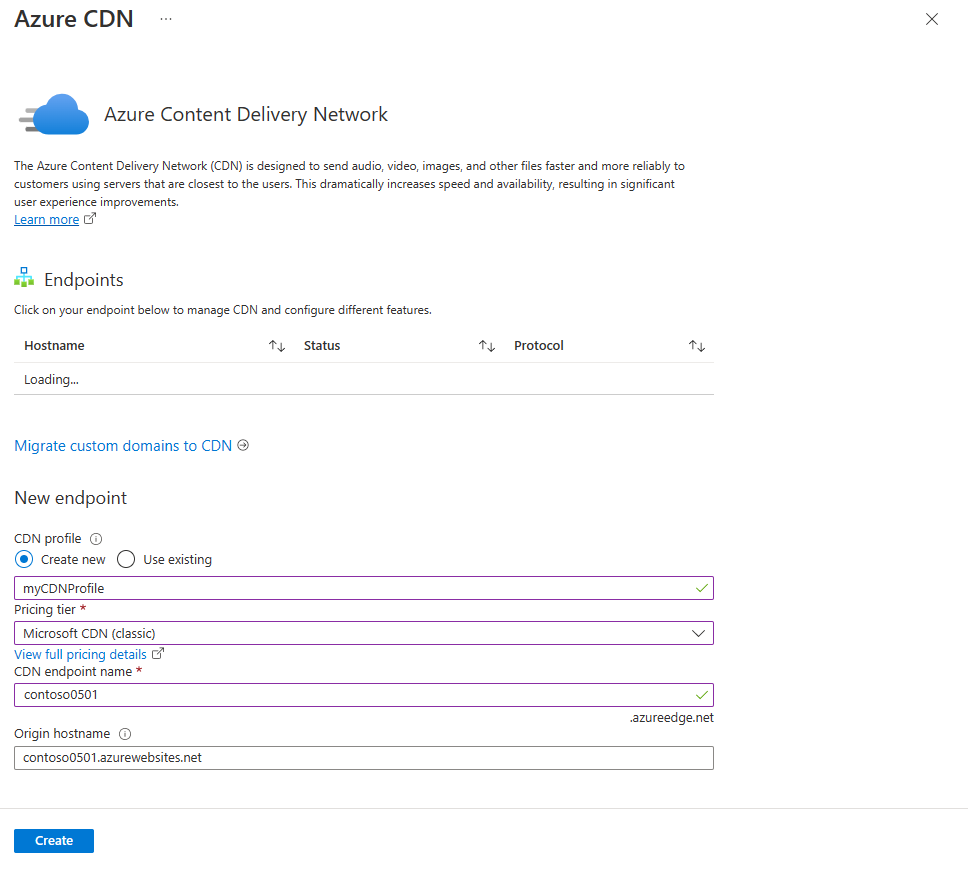 Azure CDN ...
Azure Content Delivery Network
The Azure Content Delivery Network (CDN) is designed to send audio, video, images, and other files faster and more reliably to
customers using servers that are closest to the users. This dramatically increases speed and availability, resulting in significant
user experience improvements.
Learn more
Endpoints
Click on your endpoint below to manage CDN and configure different features.
Hostname Status Protocol
Loading...
Migrate custom domains to CDN
New endpoint
CDN profile
Create new Use existing
myCDNProfile
Pricing tier *
Microsoft CDN (classic)
View full pricing details
CDN endpoint name *
contoso0501
.azureedge.net
Origin hostname
contoso0501.azurewebsites.net
Create